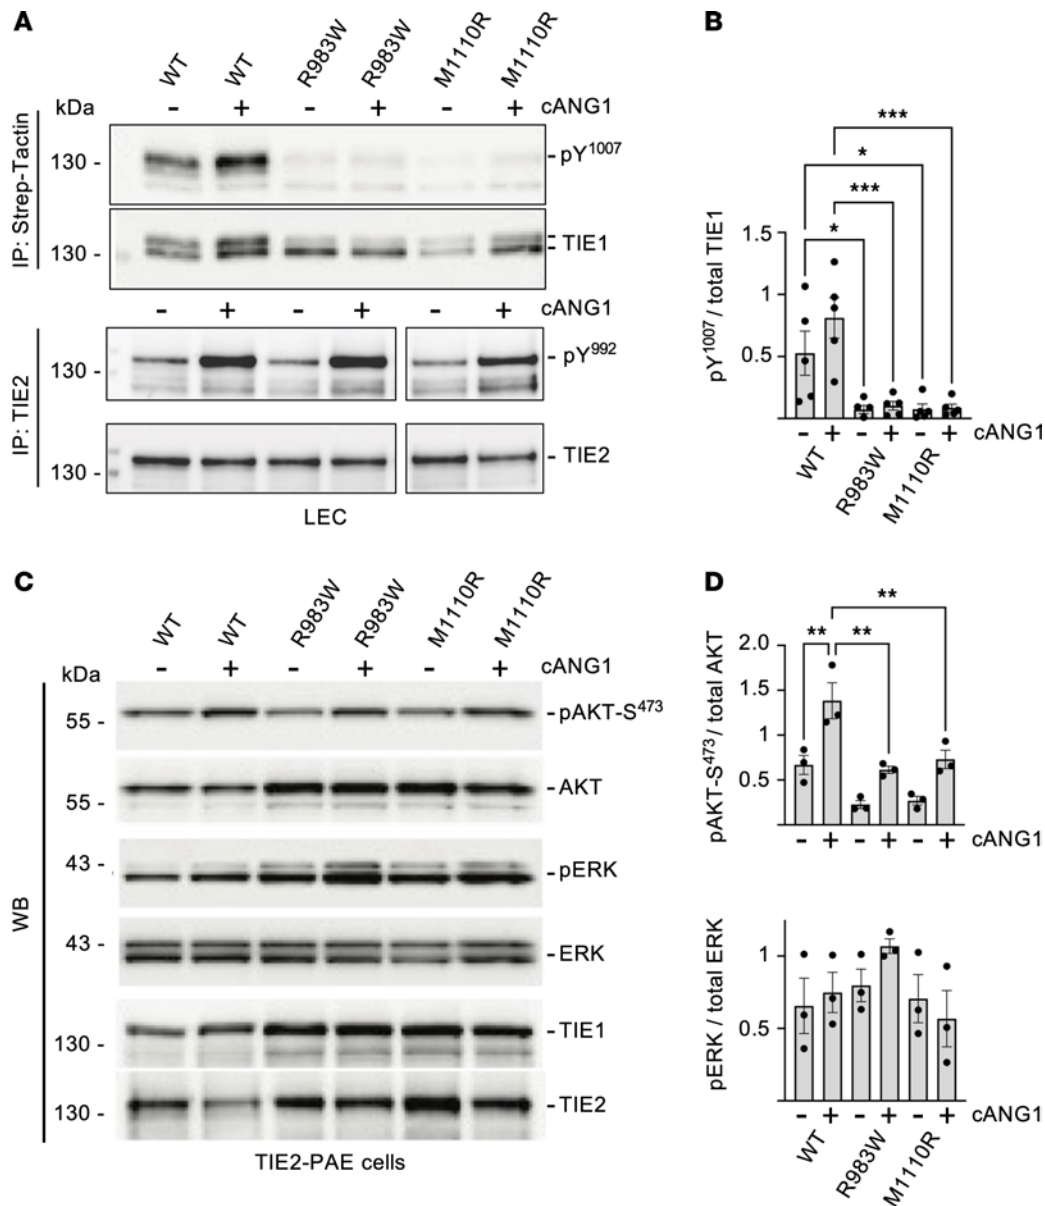 A
WT WT R983W R983W M1110R M1110R
kDa - + - + - + cANG1
IP: Strep-Tactin
130 - - pY1007
130 - - TIE1
- + - + - + cANG1
IP: TIE2
130 - - pY992
130 - - TIE2
LEC
B
***
*
***
*
pY1007 / total TIE1
1.5
1
0.5
- + - + - + cANG1
WT R983W M1110R
C
WT WT R983W R983W M1110R M1110R
kDa - + - + - + cANG1
WB
55 - - pAKT-S473
55 - - AKT
43 - - pERK
43 - - ERK
130 - - TIE1
130 - - TIE2
TIE2-PAE cells
D
**
** **
pAKT-S473 / total AKT
2.0
1.5
1
0.5
- + - + - + cANG1
pERK / total ERK
1
0.5
- + - + - + cANG1
WT R983W M1110R